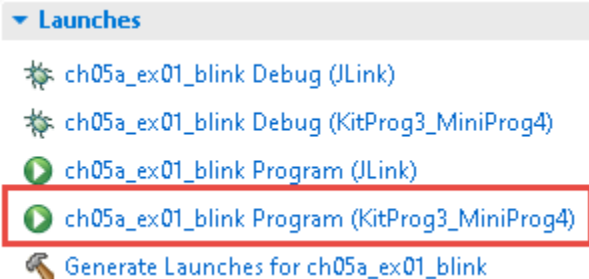 Launches
ch05a_ex01_blink Debug (JLink)
ch05a_ex01_blink Debug (KitProg3_MiniProg4)
ch05a_ex01_blink Program (JLink)
ch05a_ex01_blink Program (KitProg3_MiniProg4)
Generate Launches for ch05a_ex01_blink